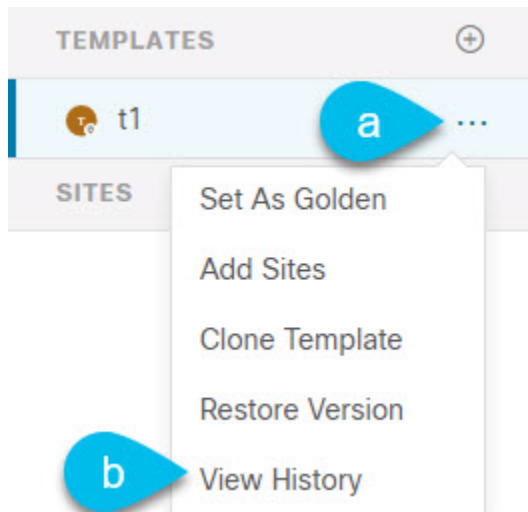 TEMPLATES
T t1 a ...
SITES
Set As Golden
Add Sites
Clone Template
Restore Version
b View History